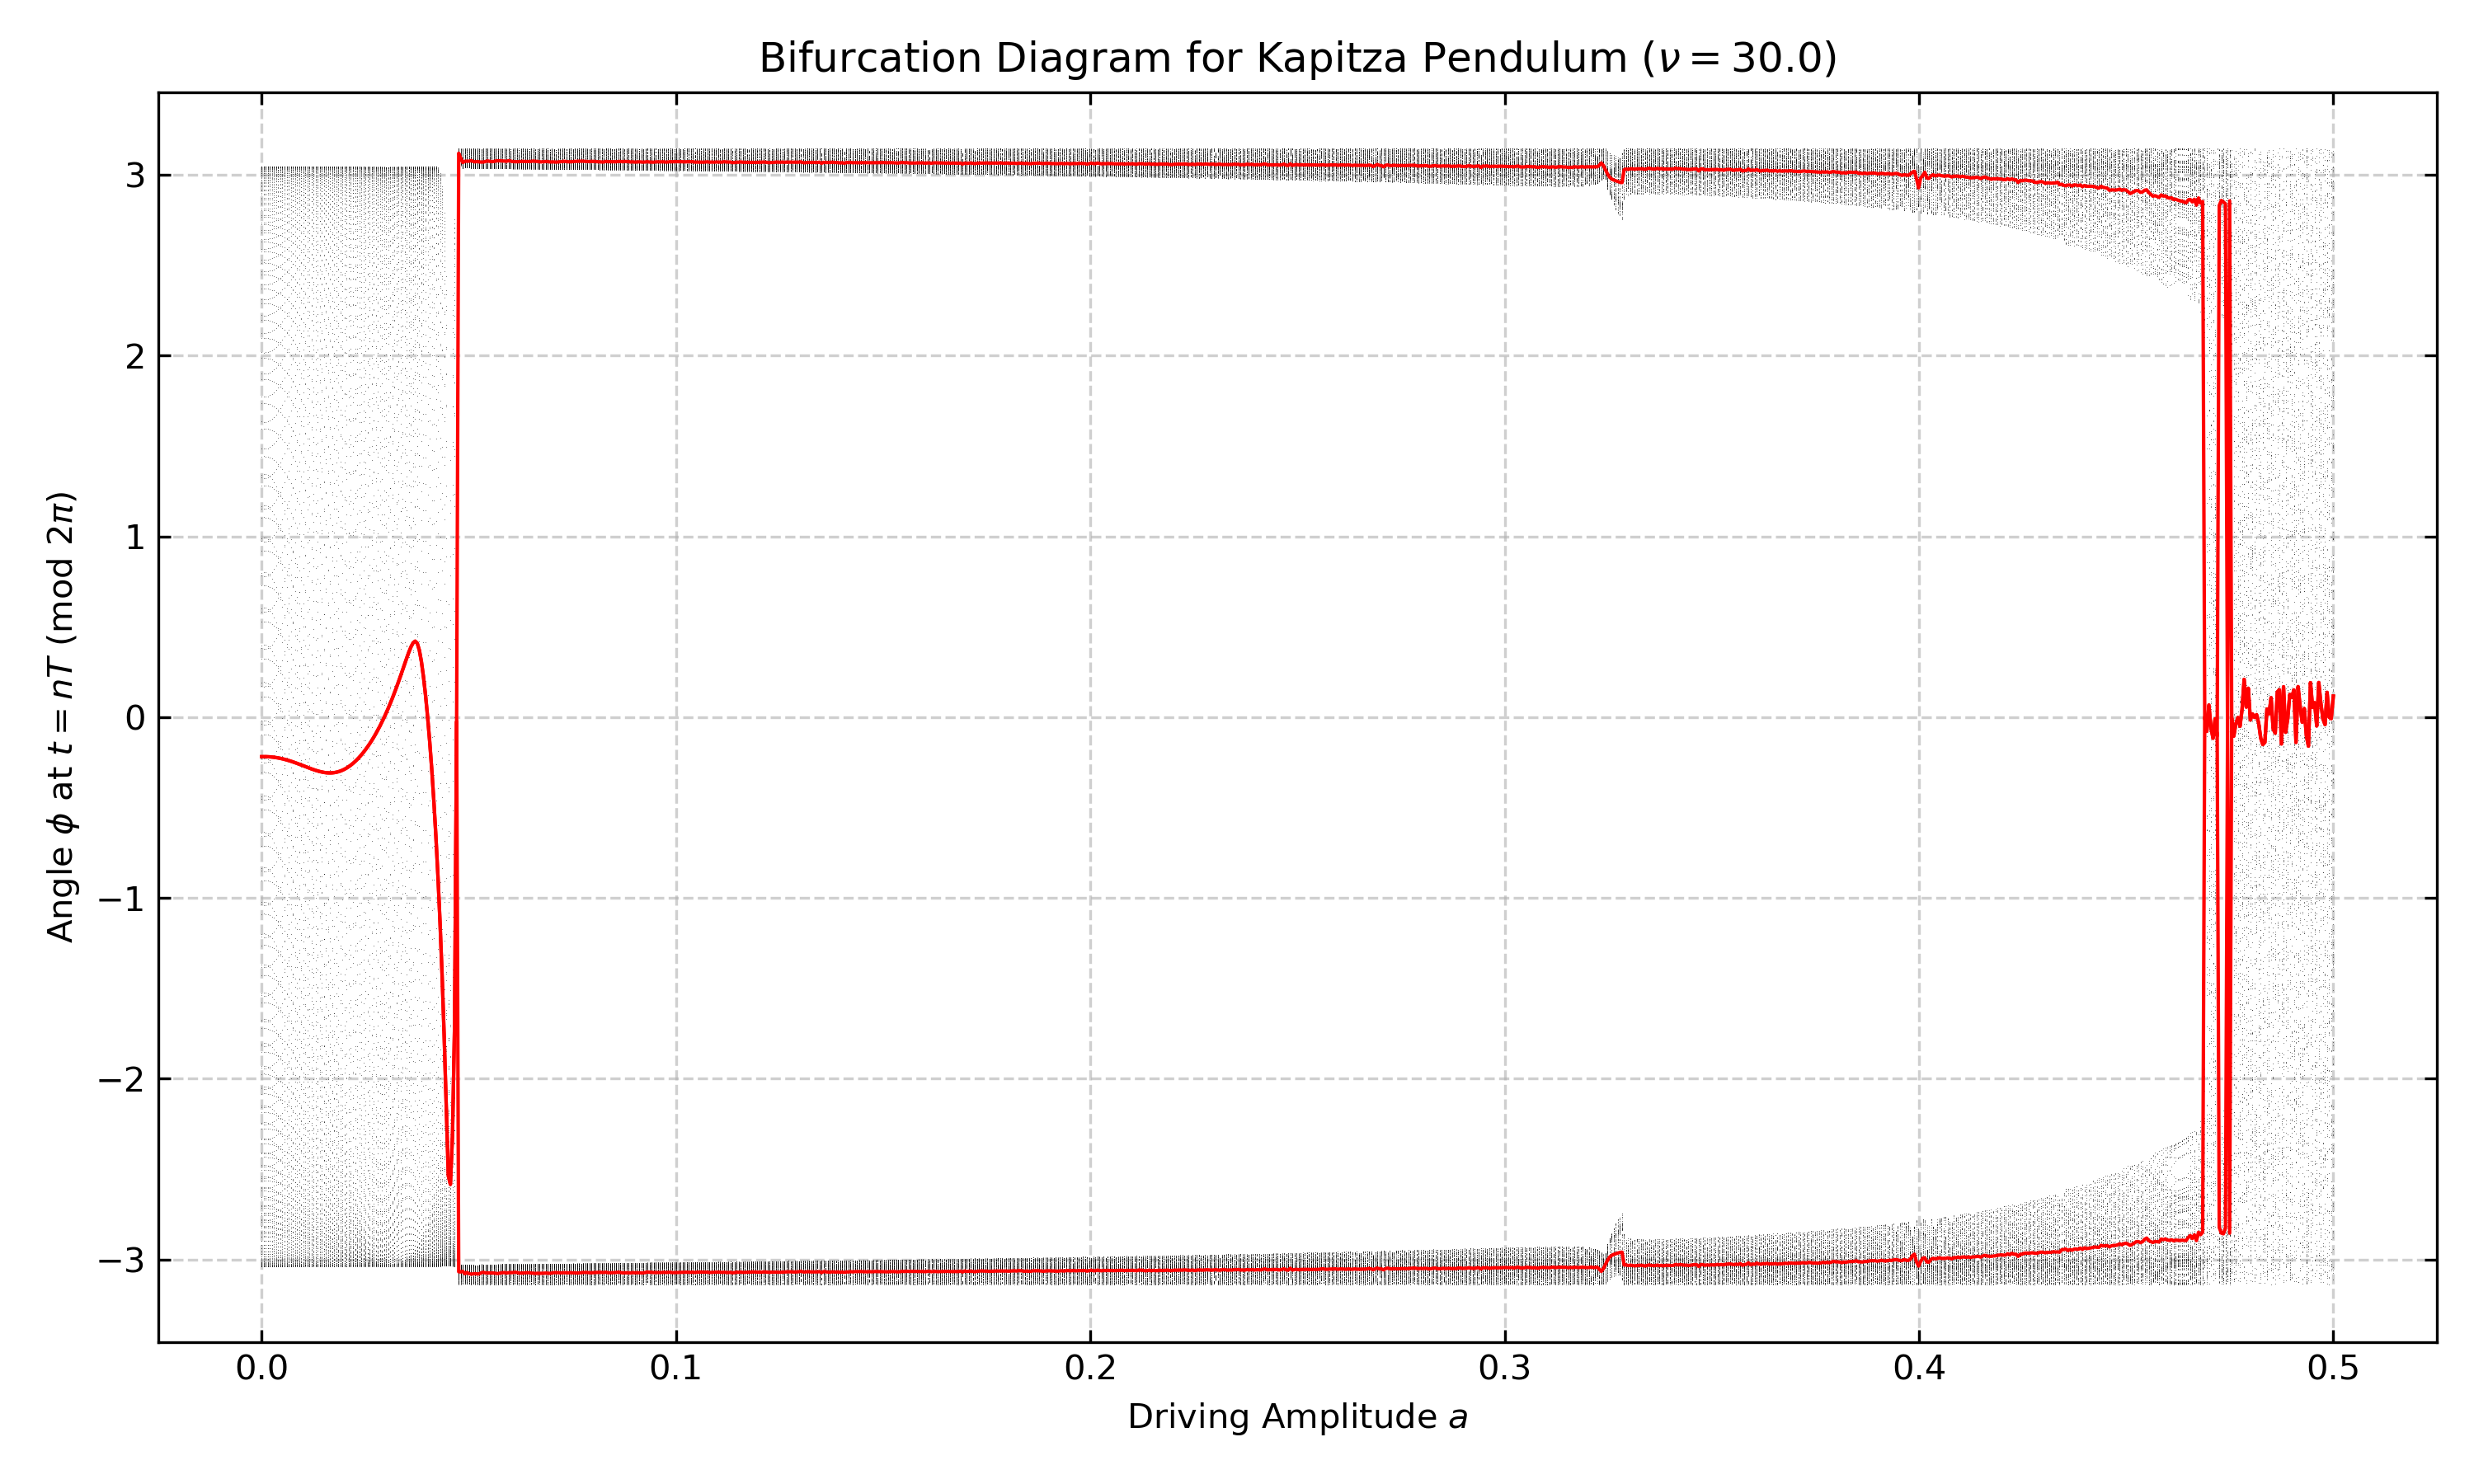 Bifurcation Diagram for Kapitza Pendulum (ν = 30.0)
Angle ϕ at t = nT (mod 2π)
3
2
1
0
−1
−2
−3
0.0 0.1 0.2 0.3 0.4 0.5
Driving Amplitude a